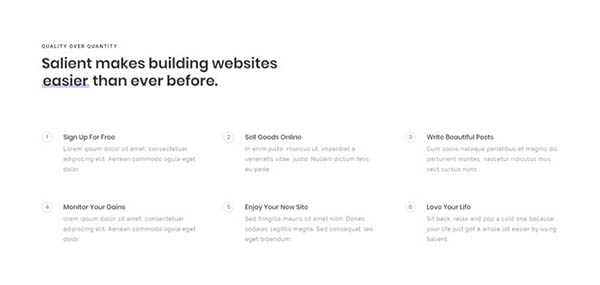 QUALITY OVER QUANTITY
Salient makes building websites
easier than ever before.
1 Sign Up For Free
Lorem ipsum dolor sit amet, consectetuer
adipiscing elit. Aenean commodo ligula eget
dolor.
2 Sell Goods Online
In enim justo, rhoncus ut, imperdiet a,
venenatis vitae, justo. Nullam dictum felis
eu pede
3 Write Beautiful Posts
Cum sociis natoque penatibus et magnis dis
parturient montes, nascetur ridiculus mus.
velit cursus nunc.
4 Monitor Your Gains
orem ipsum dolor sit amet, consectetuer
adipiscing elit. Aenean commodo ligula eget
dolor.
5 Enjoy Your New Site
Sed fringilla mauris sit amet nibh. Donec
sodales sagittis magna. Sed consequat, leo
eget bibendum
6 Love Your Life
Sit back, relax and pop a cold one because
your life just got a whole lot easier by using
Salient.